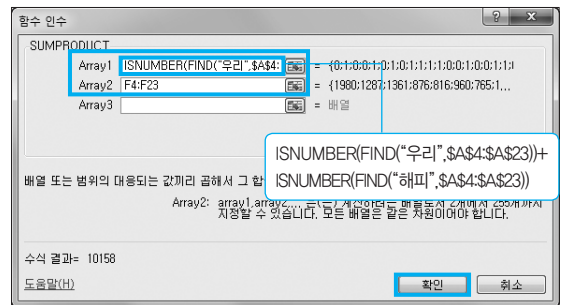 함수 인수
SUMPRODUCT
Array1 ISNUMBER(FIND("우리",$A$4: = {0;1;0;0;1;0;1;0;1;1;1;1;0;0;1;0;0;1;1;
Array2 F4:F23 = {1980;1287;1361;876;816;960;765;1...
Array3 = 배열
ISNUMBER(FIND("우리",$A$4:$A$23))+
ISNUMBER(FIND("해피",$A$4:$A$23))
배열 또는 범위의 대응되는 값끼리 곱해서 그 합
Array2: array1,array2,...
지정할 수 있습니다. 모든 배열은 같은 차원이어야 합니다.
수식 결과= 10158
도움말(H) 확인 취소